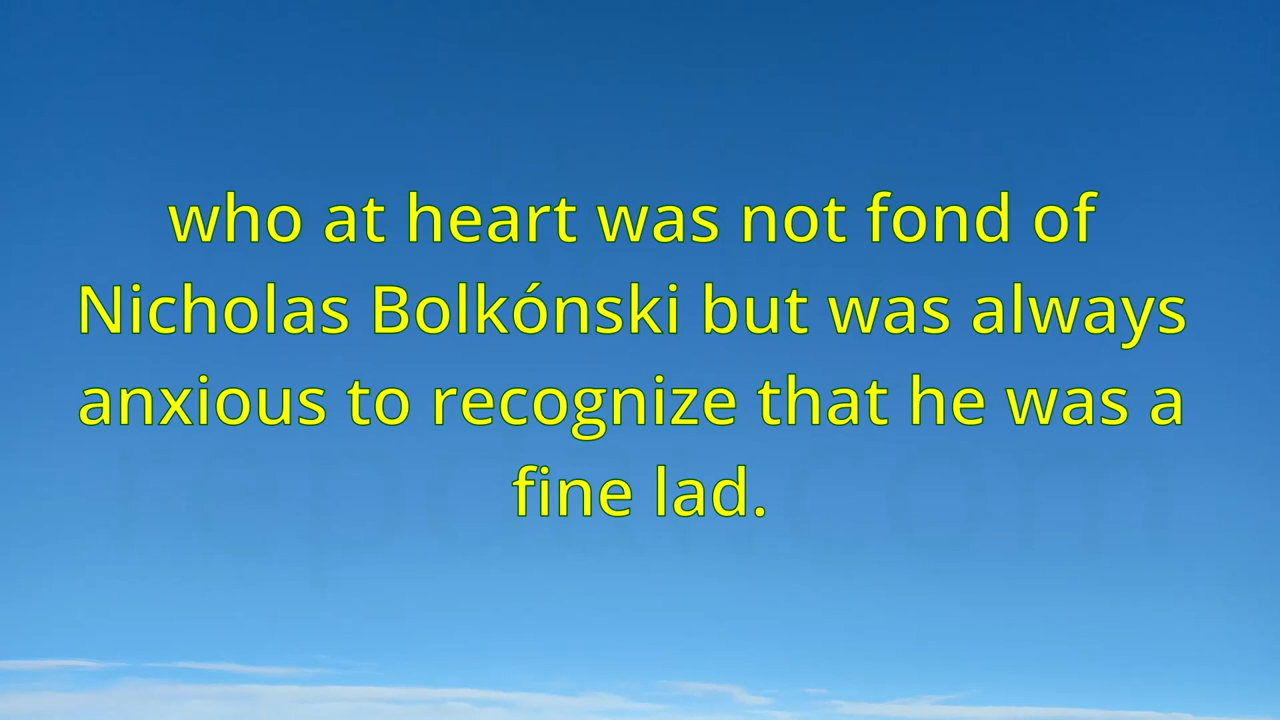 who at heart was not fond of
Nicholas Bolkónski but was always
anxious to recognize that he was a
fine lad.